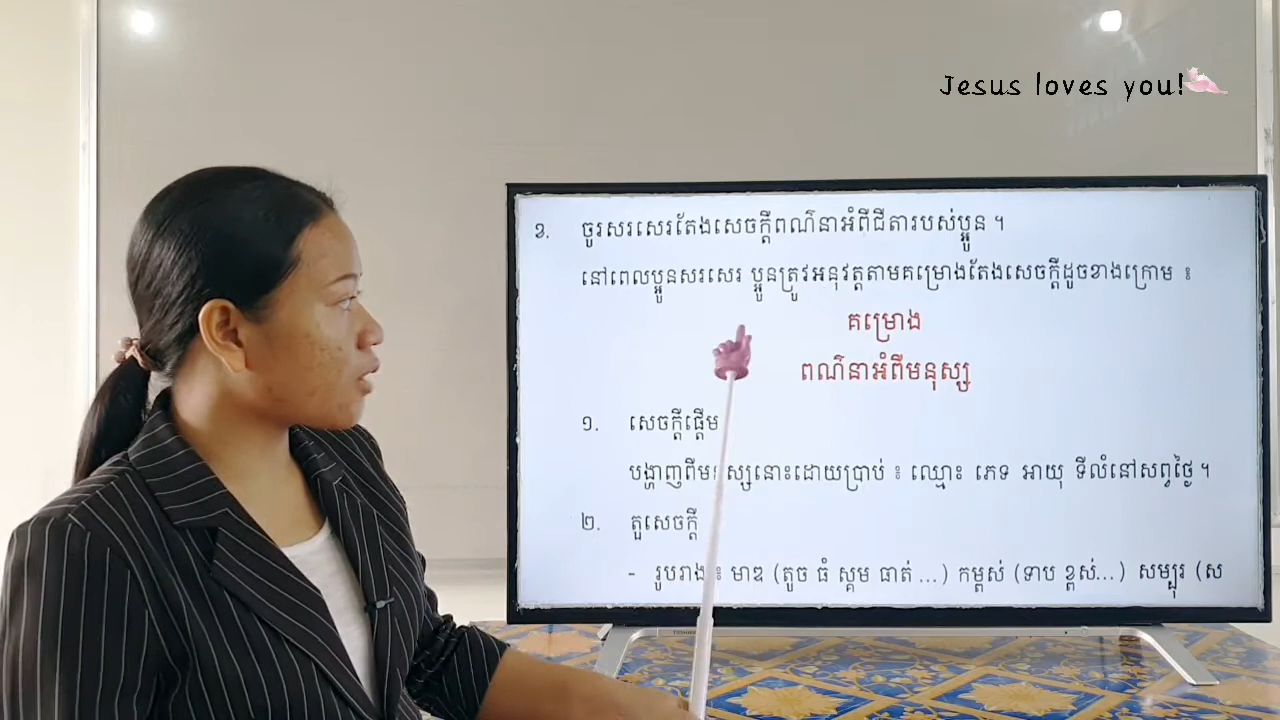 Jesus loves you!
ខ. ចូរសរសេរតែងសេចក្ដីពណ៌នាអំពីជីតារបស់ប្អូន ។
នៅពេលប្អូនសរសេរ ប្អូនត្រូវអនុវត្តតាមគម្រោងតែងសេចក្ដីដូចខាងក្រោម ៖
គម្រោង
ពណ៌នាអំពីមនុស្ស
១. សេចក្ដីផ្ដើម
បង្ហាញពីមនុស្សនោះដោយប្រាប់ ៖ ឈ្មោះ ភេទ អាយុ ទីលំនៅសព្វថ្ងៃ ។
២. តួសេចក្ដី
- រូបរាង ៖ មាឌ (តូច ធំ ស្គម ធាត់ ...) កម្ពស់ (ទាប ខ្ពស់...) សម្បុរ (ស
TOSHIBA